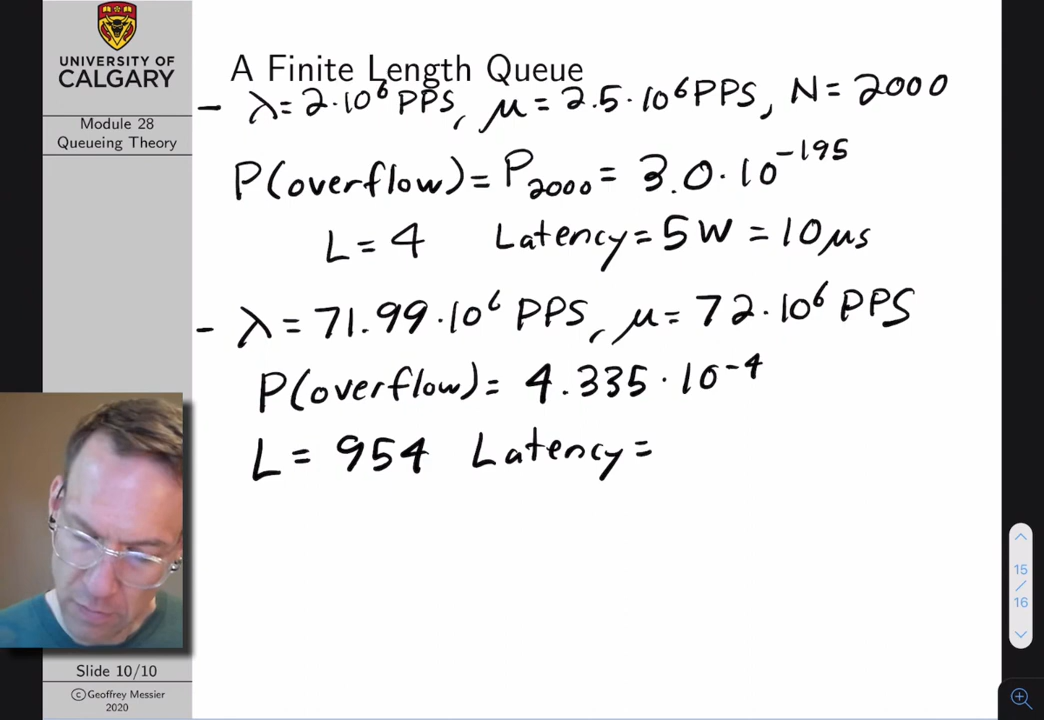 UNIVERSITY OF
CALGARY
Module 28
Queueing Theory
A Finite Length Queue
- λ = 2·10⁶ PPS, μ = 2.5·10⁶ PPS, N = 2000
P(overflow) = P₂₀₀₀ = 3.0·10⁻¹⁹⁵
L = 4 Latency = 5W = 10μs
- λ = 71.99·10⁶ PPS, μ = 72·10⁶ PPS
P(overflow) = 4.335·10⁻⁴
L = 954 Latency =
15
/
16
Slide 10/10
©Geoffrey Messier
2020